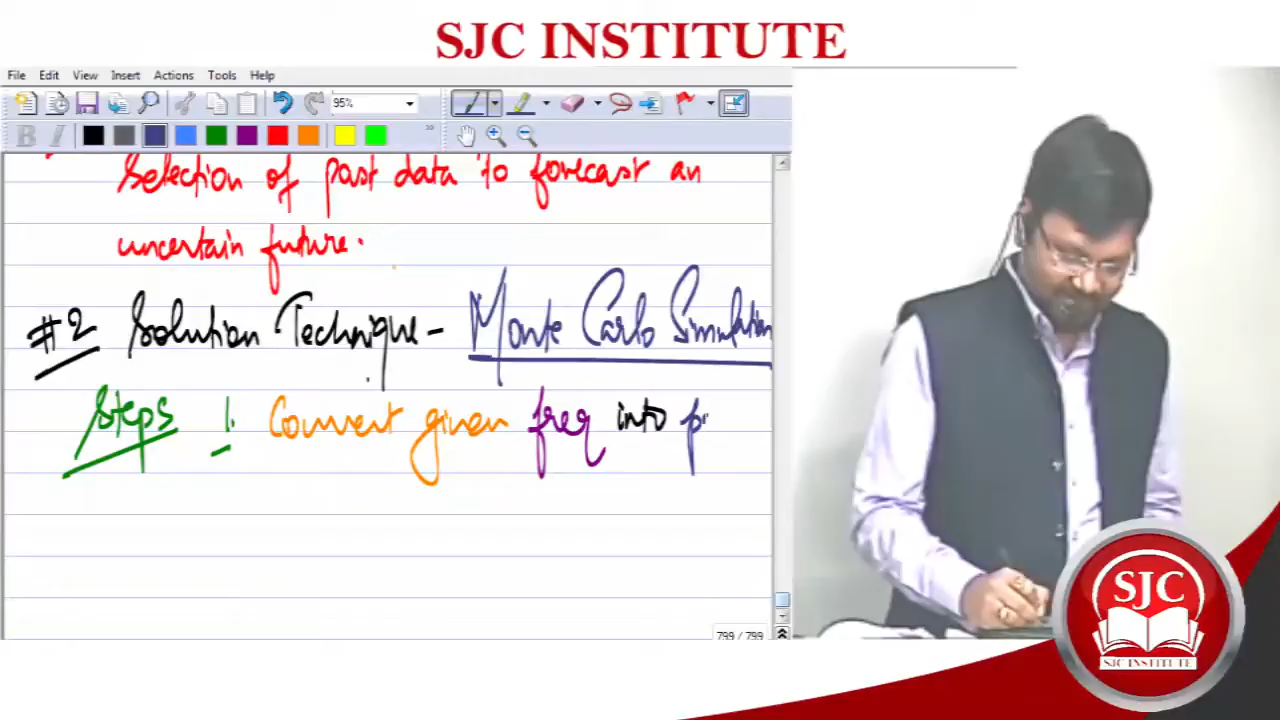 SJC INSTITUTE
File Edit View Insert Actions Tools Help
95%
B I
Selection of past data to forecast an
uncertain future.
#2 Solution Technique - Monte Carlo Simulation
Steps 1. Convert given freq into p
799 / 799
SJC
SJC INSTITUTE